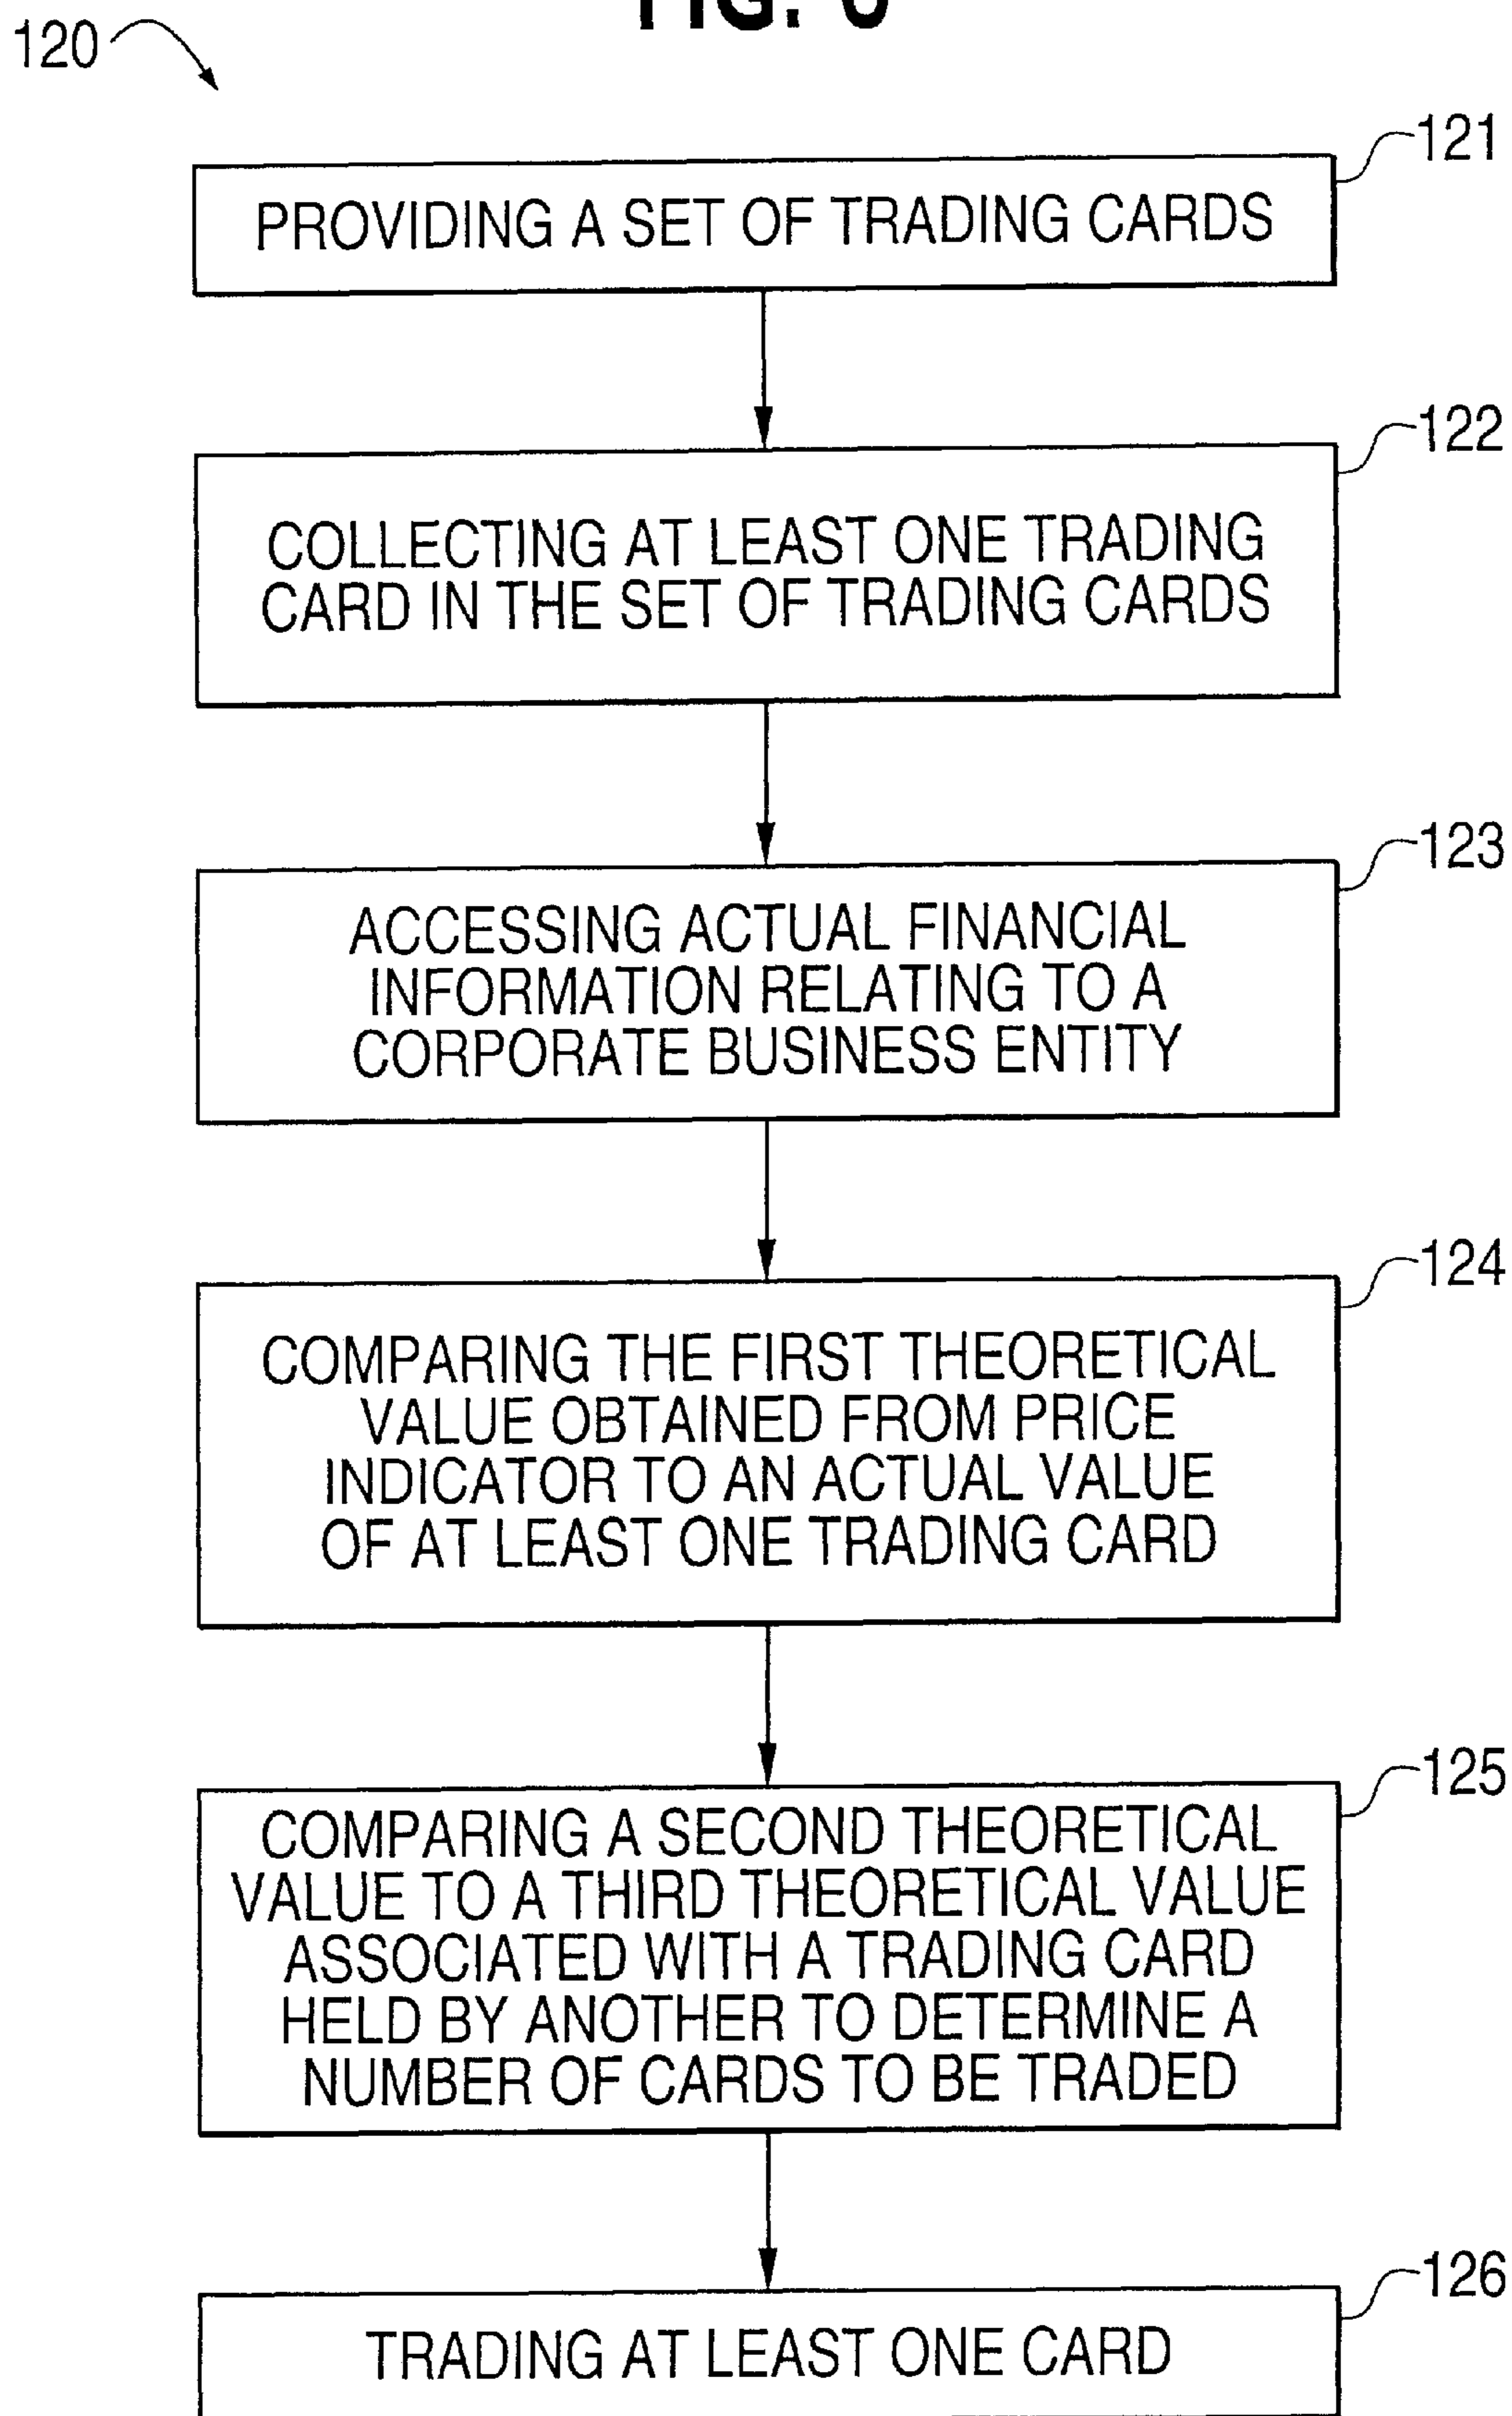 FIG.
120
121
PROVIDING A SET OF TRADING CARDS
122
COLLECTING AT LEAST ONE TRADING
CARD IN THE SET OF TRADING CARDS
123
ACCESSING ACTUAL FINANCIAL
INFORMATION RELATING TO A
CORPORATE BUSINESS ENTITY
124
COMPARING THE FIRST THEORETICAL
VALUE OBTAINED FROM PRICE
INDICATOR TO AN ACTUAL VALUE
OF AT LEAST ONE TRADING CARD
125
COMPARING A SECOND THEORETICAL
VALUE TO A THIRD THEORETICAL VALUE
ASSOCIATED WITH A TRADING CARD
HELD BY ANOTHER TO DETERMINE A
NUMBER OF CARDS TO BE TRADED
126
TRADING AT LEAST ONE CARD